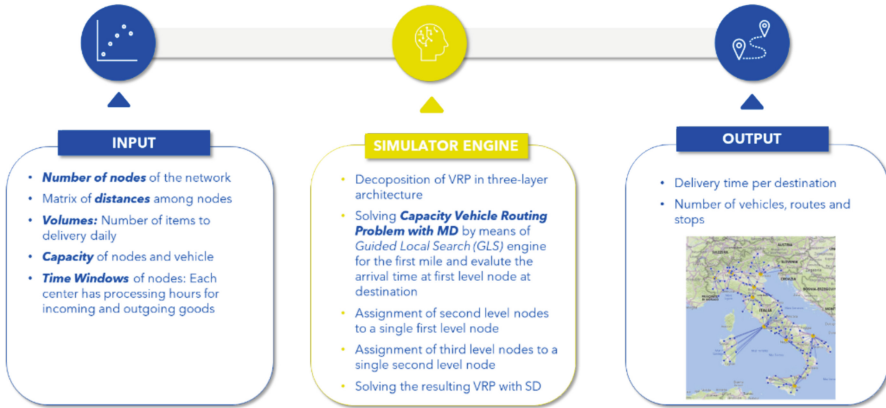 INPUT
• Number of nodes of the network
• Matrix of distances among nodes
• Volumes: Number of items to
delivery daily
• Capacity of nodes and vehicle
• Time Windows of nodes: Each
center has processing hours for
incoming and outgoing goods
SIMULATOR ENGINE
• Decoposition of VRP in three-layer
architecture
• Solving Capacity Vehicle Routing
Problem with MD by means of
Guided Local Search (GLS) engine
for the first mile and evalute the
arrival time at first level node at
destination
• Assignment of second level nodes
to a single first level node
• Assignment of third level nodes to a
single second level node
• Solving the resulting VRP with SD
OUTPUT
• Delivery time per destination
• Number of vehicles, routes and
stops
ITALIE